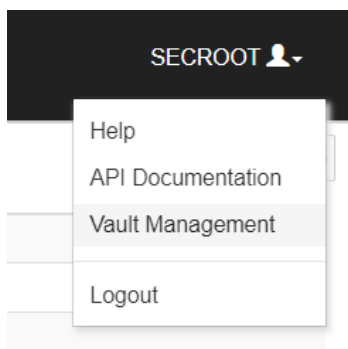 SECROOT
Help
API Documentation
Vault Management
Logout